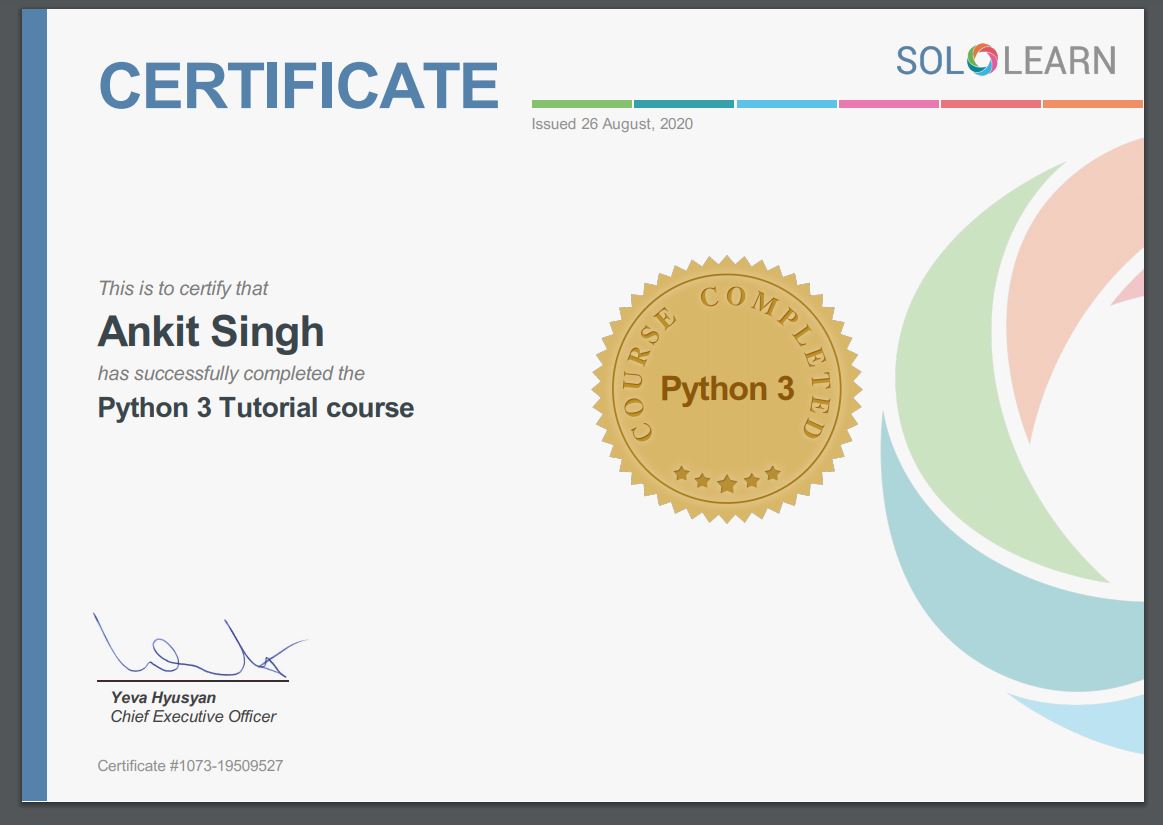 CERTIFICATE
SOLOLEARN
Issued 26 August, 2020
This is to certify that
Ankit Singh
has successfully completed the
Python 3 Tutorial course
COURSE COMPLETED
Python 3
Yeva Hyusyan
Chief Executive Officer
Certificate #1073-19509527